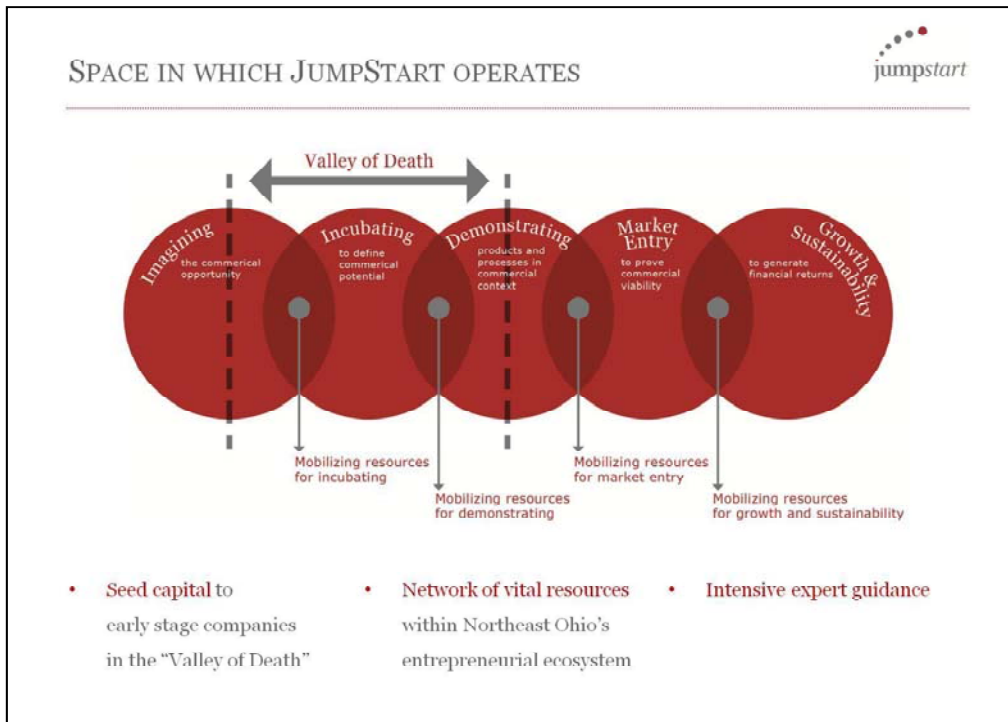 SPACE IN WHICH JUMPSTART OPERATES
jumpstart
Valley of Death
Imagining
the commerical
opportunity
Incubating
to define
commerical
potential
Demonstrating
products and
processes in
commercial
context
Market
Entry
to prove
commercial
viability
Growth &
Sustainability
to generate
financial returns
Mobilizing resources
for incubating
Mobilizing resources
for demonstrating
Mobilizing resources
for market entry
Mobilizing resources
for growth and sustainability
• Seed capital to
early stage companies
in the “Valley of Death”
• Network of vital resources
within Northeast Ohio’s
entrepreneurial ecosystem
• Intensive expert guidance